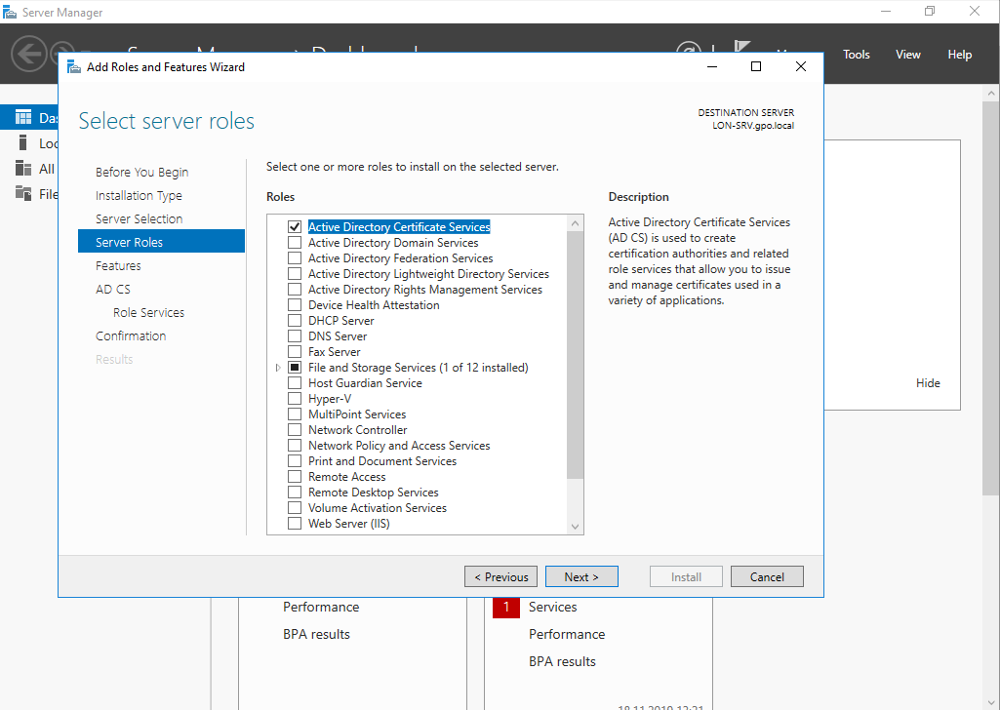 Server Manager
Tools
View
Help
Add Roles and Features Wizard
Select server roles
DESTINATION SERVER
LON-SRV.gpo.local
All
Before You Begin
Installation Type
Server Selection
Server Roles
Features
AD CS
Role Services
Confirmation
Results
Select one or more roles to install on the selected server.
Roles
Active Directory Certificate Services
Active Directory Domain Services
Active Directory Federation Services
Active Directory Lightweight Directory Services
Active Directory Rights Management Services
Device Health Attestation
DHCP Server
DNS Server
Fax Server
File and Storage Services (1 of 12 installed)
Host Guardian Service
Hyper-V
MultiPoint Services
Network Controller
Network Policy and Access Services
Print and Document Services
Remote Access
Remote Desktop Services
Volume Activation Services
Web Server (IIS)
Description
Active Directory Certificate Services
(AD CS) is used to create
certification authorities and related
role services that allow you to issue
and manage certificates used in a
variety of applications.
Hide
< Previous
Next >
Install
Cancel
Performance
BPA results
1 Services
Performance
BPA results